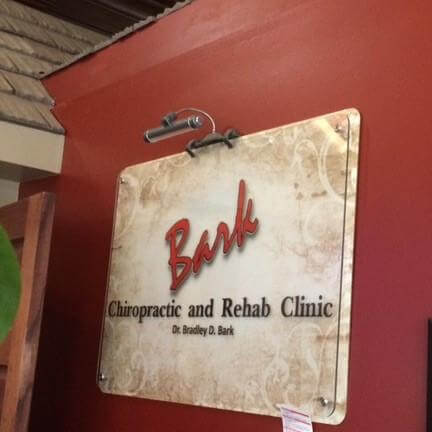 Bark
Chiropractic and Rehab Clinic
Dr. Bradley D. Bark